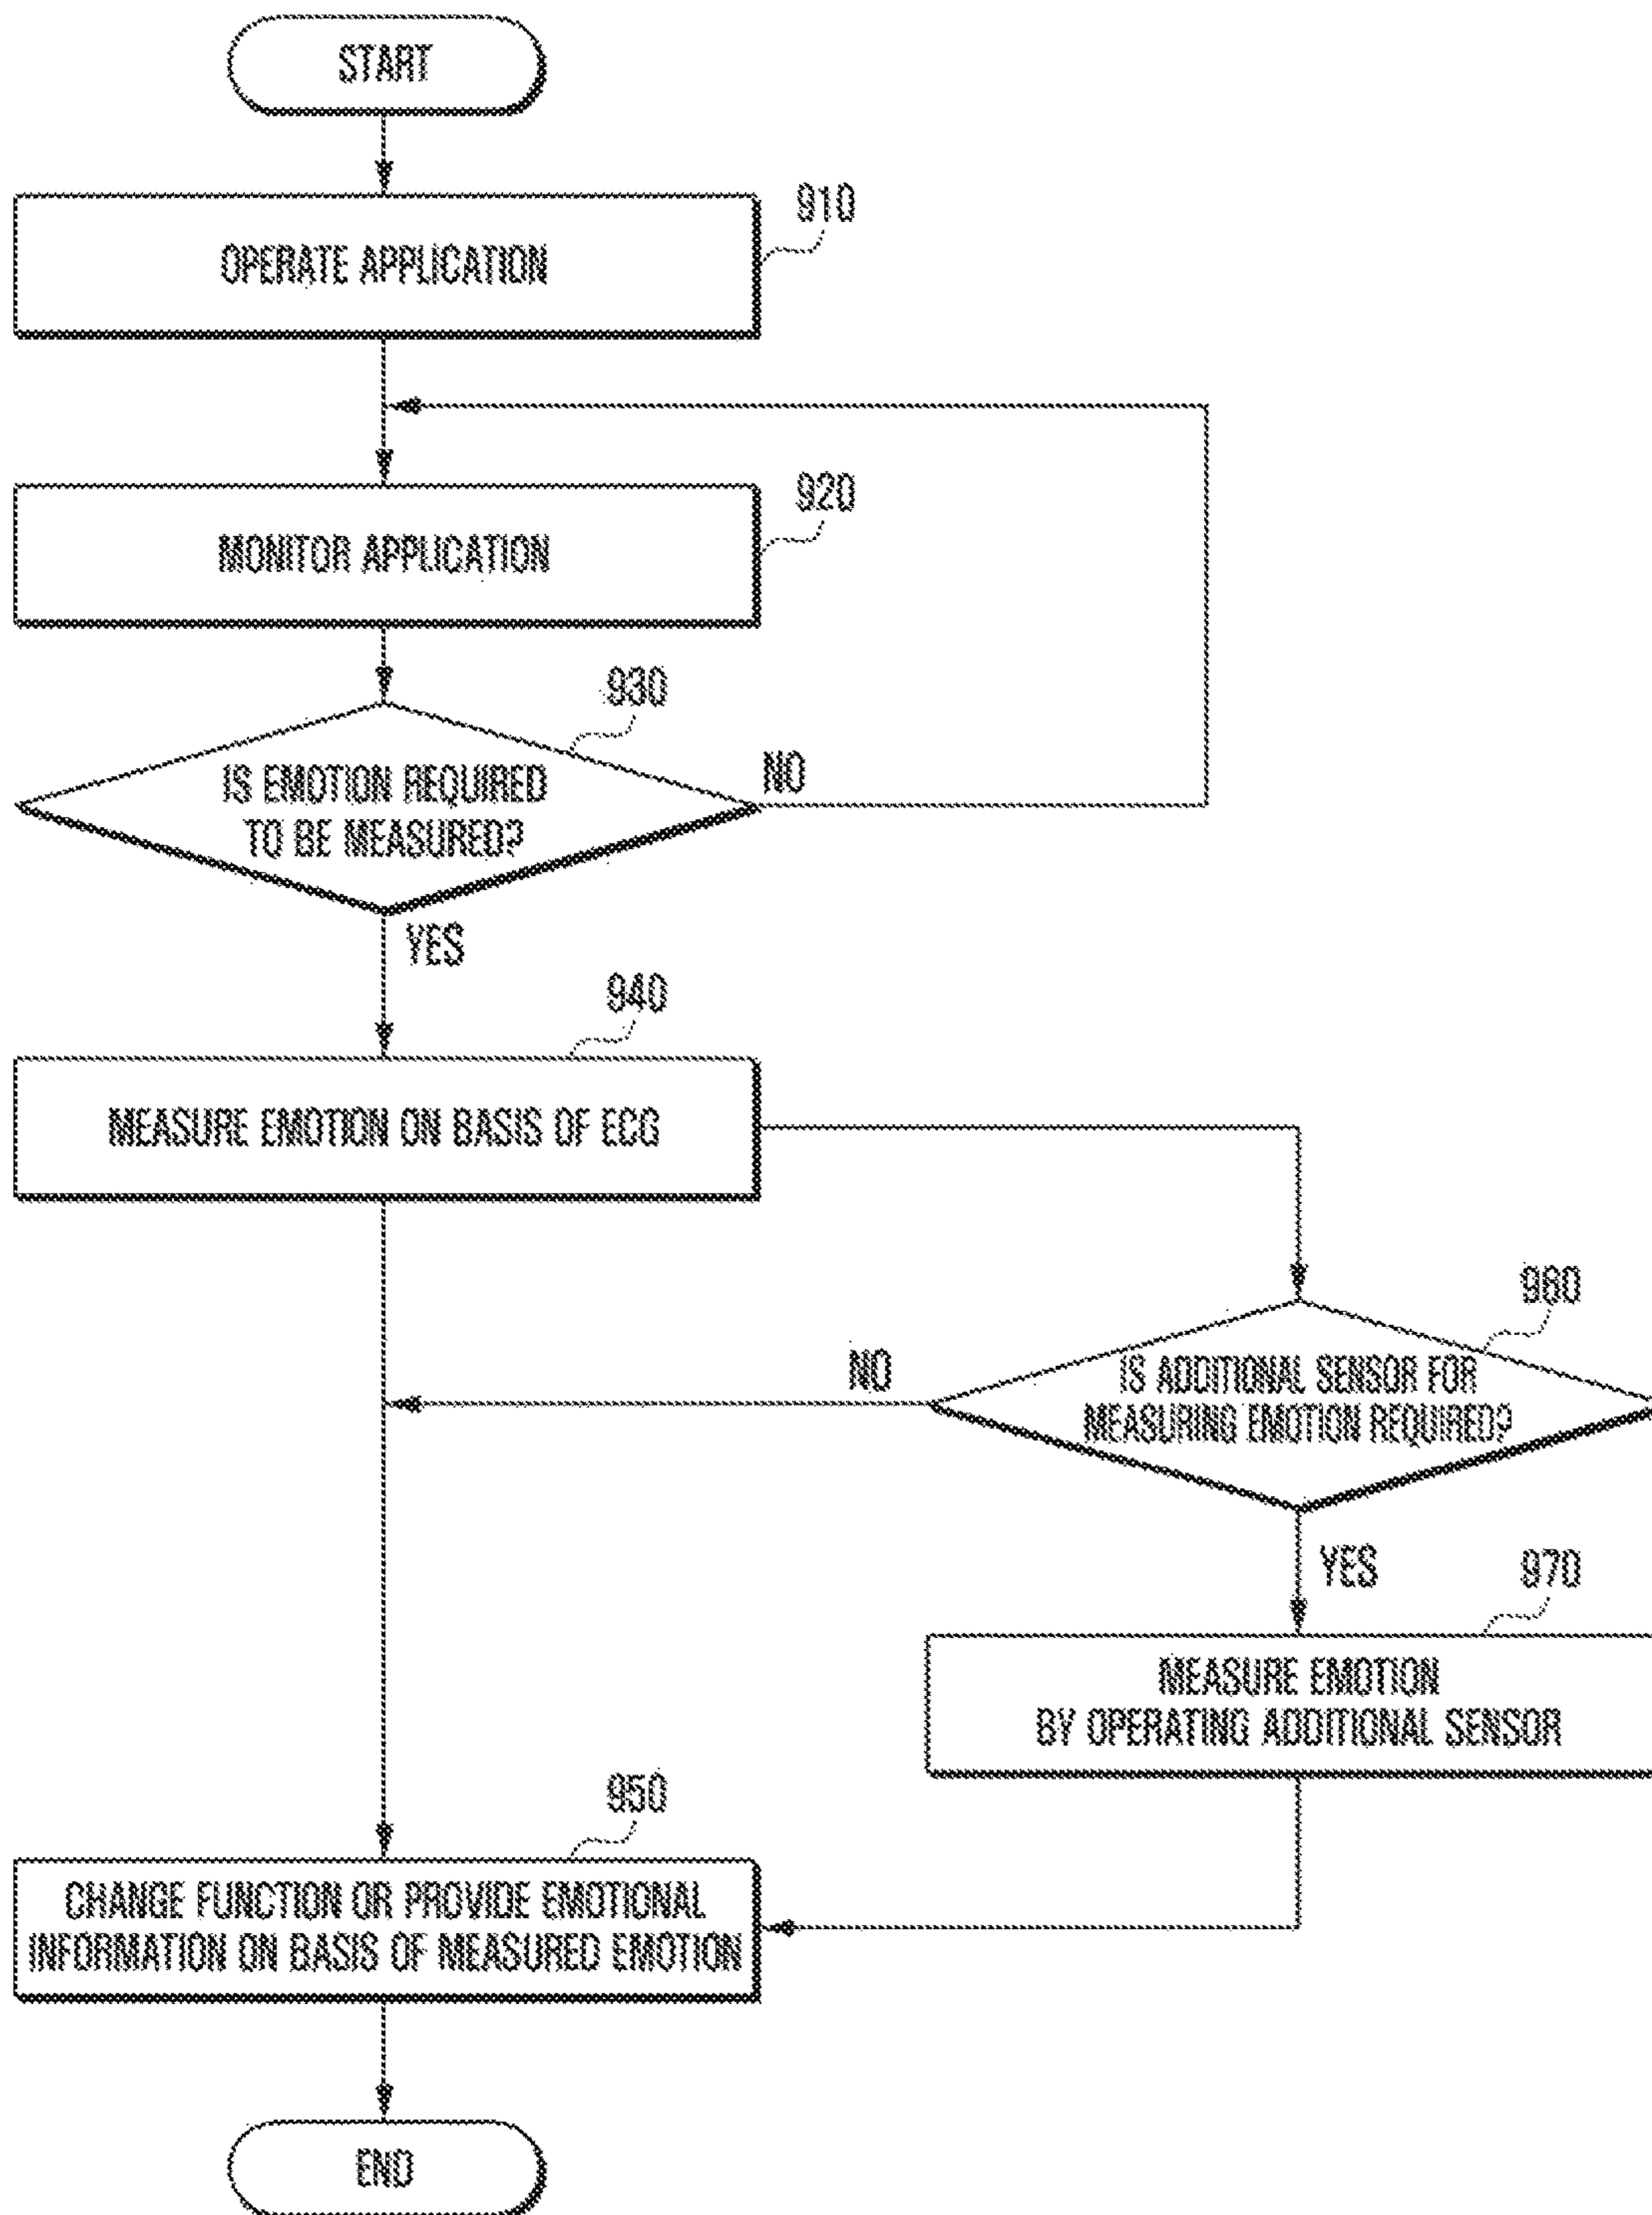 START
910
OPERATE APPLICATION
920
MONITOR APPLICATION
930
IS EMOTION REQUIRED
TO BE MEASURED?
NO
YES
940
MEASURE EMOTION ON BASIS OF ECG
960
IS ADDITIONAL SENSOR FOR
MEASURING EMOTION REQUIRED?
NO
YES
970
MEASURE EMOTION
BY OPERATING ADDITIONAL SENSOR
950
CHANGE FUNCTION OR PROVIDE EMOTIONAL
INFORMATION ON BASIS OF MEASURED EMOTION
END